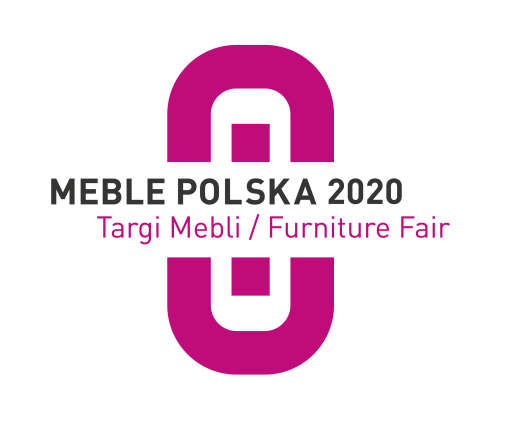 MEBLE POLSKA 2020
Targi Mebli / Furniture Fair